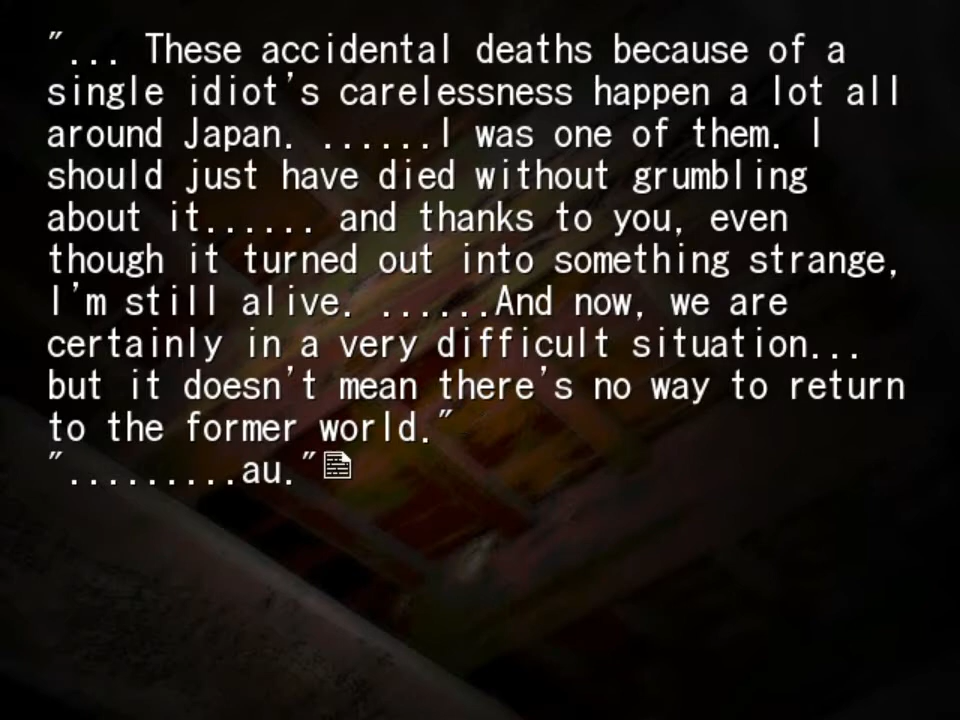 "... These accidental deaths because of a
single idiot's carelessness happen a lot all
around Japan. ......I was one of them. I
should just have died without grumbling
about it...... and thanks to you, even
though it turned out into something strange,
I'm still alive. ......And now, we are
certainly in a very difficult situation...
but it doesn't mean there's no way to return
to the former world."
".........au."